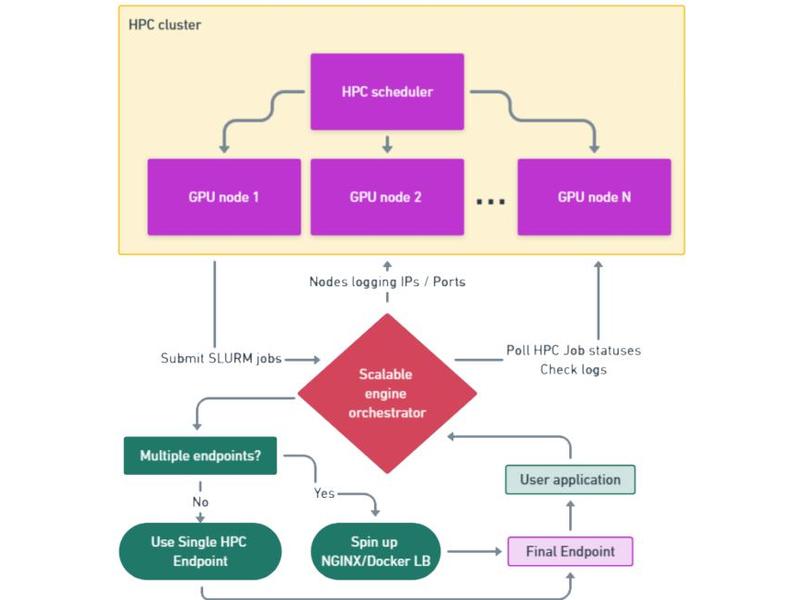 HPC cluster
HPC scheduler
GPU node 1
GPU node 2
...
GPU node N
Nodes logging IPs / Ports
Submit SLURM jobs
Poll HPC Job statuses
Check logs
Scalable
engine
orchestrator
Multiple endpoints?
User application
No
Yes
Use Single HPC
Endpoint
Spin up
NGINX/Docker LB
Final Endpoint